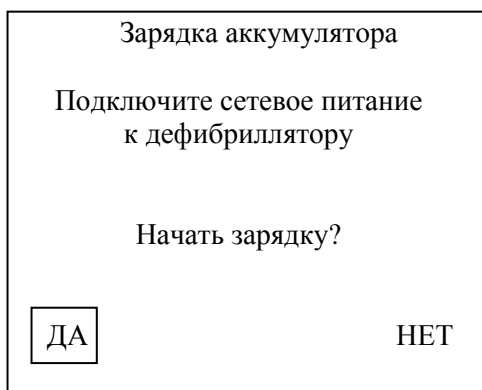 Зарядка аккумулятора
Подключите сетевое питание
к дефибриллятору
Начать зарядку?
ДА НЕТ